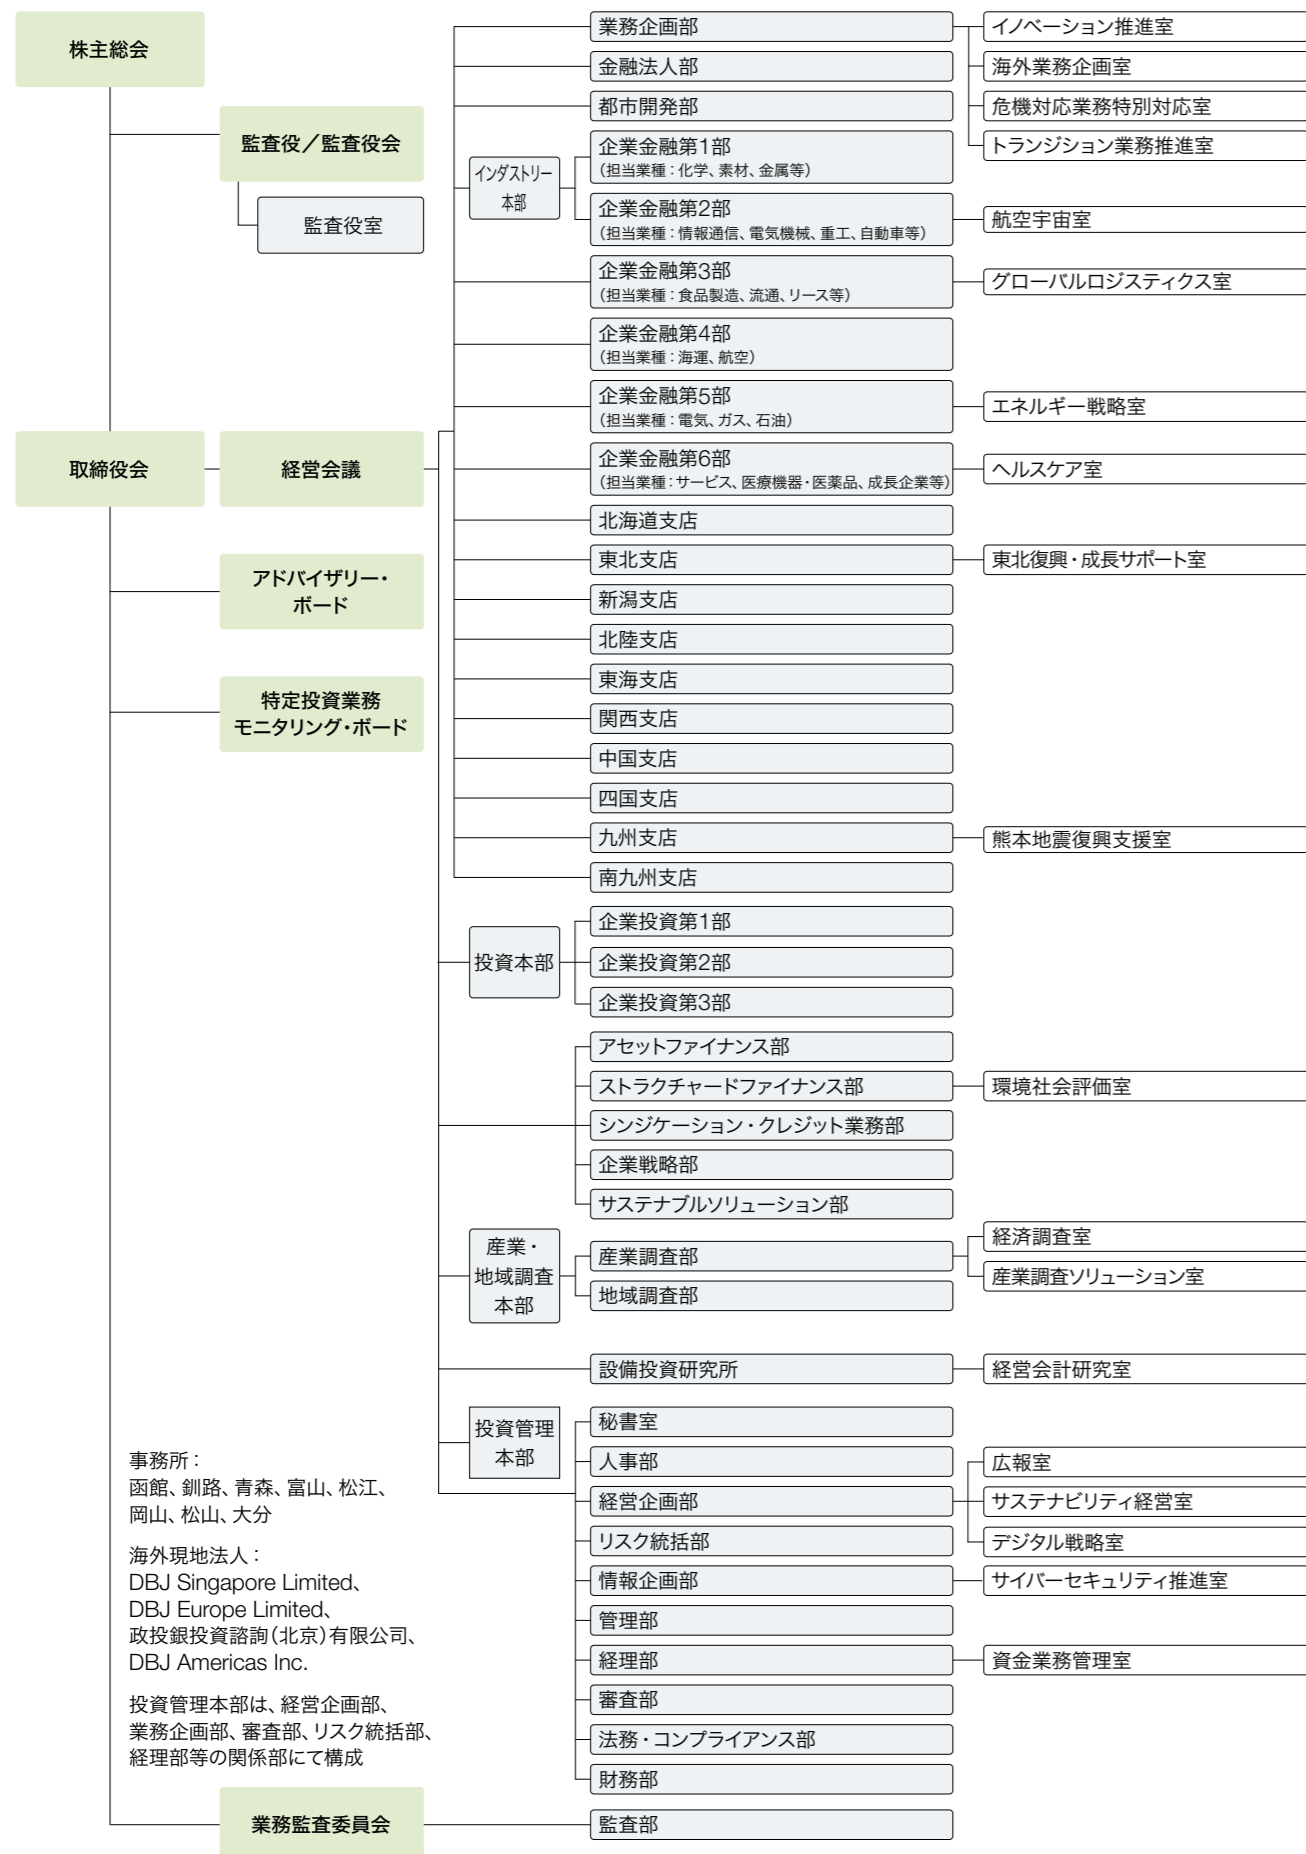 株主総会
監査役／監査役会
監査役室
取締役会
経営会議
アドバイザリー・
ボード
特定投資業務
モニタリング・ボード
業務企画部
イノベーション推進室
海外業務企画室
危機対応業務特別対応室
トランジション業務推進室
金融法人部
都市開発部
インダストリー
本部
企業金融第1部
（担当業種：化学、素材、金属等）
企業金融第2部
（担当業種：情報通信、電気機械、重工、自動車等）
航空宇宙室
企業金融第3部
（担当業種：食品製造、流通、リース等）
グローバルロジスティクス室
企業金融第4部
（担当業種：海運、航空）
企業金融第5部
（担当業種：電気、ガス、石油）
エネルギー戦略室
企業金融第6部
（担当業種：サービス、医療機器・医薬品、成長企業等）
ヘルスケア室
北海道支店
東北支店
東北復興・成長サポート室
新潟支店
北陸支店
東海支店
関西支店
中国支店
四国支店
九州支店
熊本地震復興支援室
南九州支店
投資本部
企業投資第1部
企業投資第2部
企業投資第3部
アセットファイナンス部
ストラクチャードファイナンス部
環境社会評価室
シンジケーション・クレジット業務部
企業戦略部
サステナブルソリューション部
産業・
地域調査
本部
産業調査部
経済調査室
産業調査ソリューション室
地域調査部
設備投資研究所
経営会計研究室
投資管理
本部
秘書室
人事部
経営企画部
広報室
サステナビリティ経営室
デジタル戦略室
リスク統括部
情報企画部
サイバーセキュリティ推進室
管理部
経理部
資金業務管理室
審査部
法務・コンプライアンス部
財務部
事務所：
函館、釧路、青森、富山、松江、
岡山、松山、大分
海外現地法人：
DBJ Singapore Limited、
DBJ Europe Limited、
政投銀投資諮詢（北京）有限公司、
DBJ Americas Inc.
投資管理本部は、経営企画部、
業務企画部、審査部、リスク統括部、
経理部等の関係部にて構成
業務監査委員会
監査部